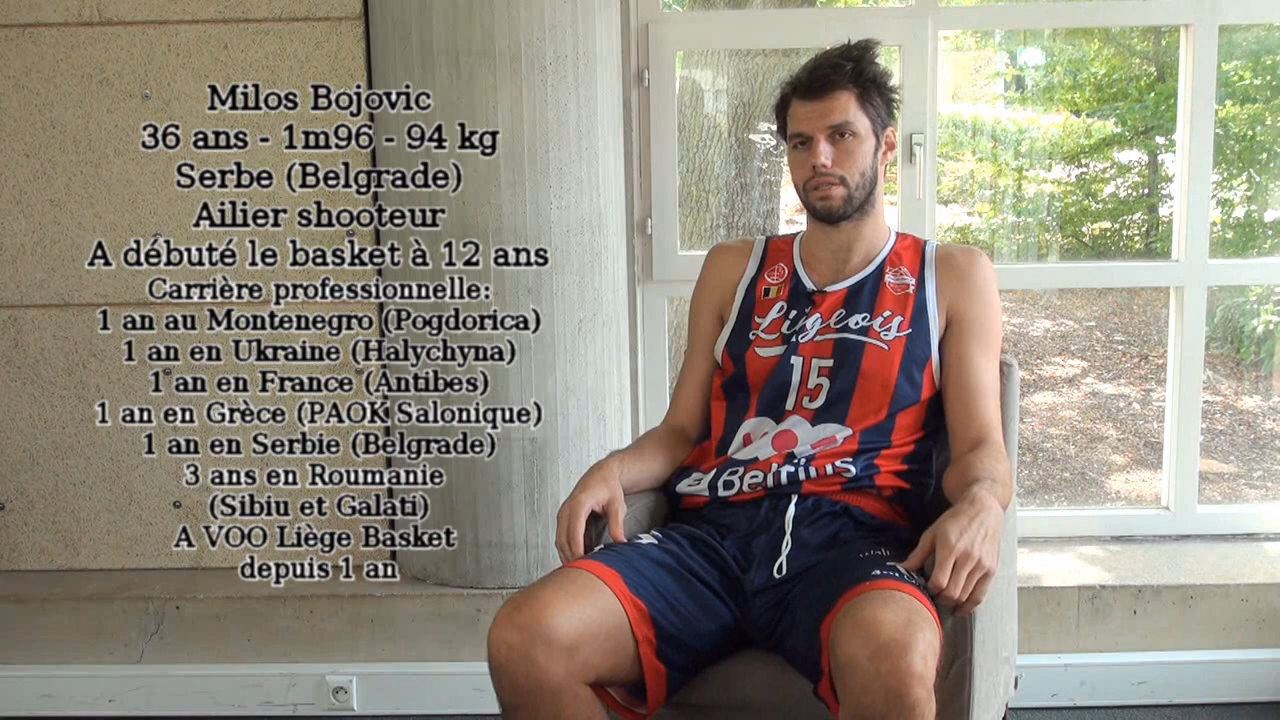 Milos Bojovic
36 ans - 1m96 - 94 kg
Serbe (Belgrade)
Ailier shooteur
A débuté le basket à 12 ans
Carrière professionnelle:
1 an au Montenegro (Pogdorica)
1 an en Ukraine (Halychyna)
1 an en France (Antibes)
1 an en Grèce (PAOK Salonique)
1 an en Serbie (Belgrade)
3 ans en Roumanie
(Sibiu et Galati)
A VOO Liège Basket
depuis 1 an
Liégeois
15
VOO
Belfius